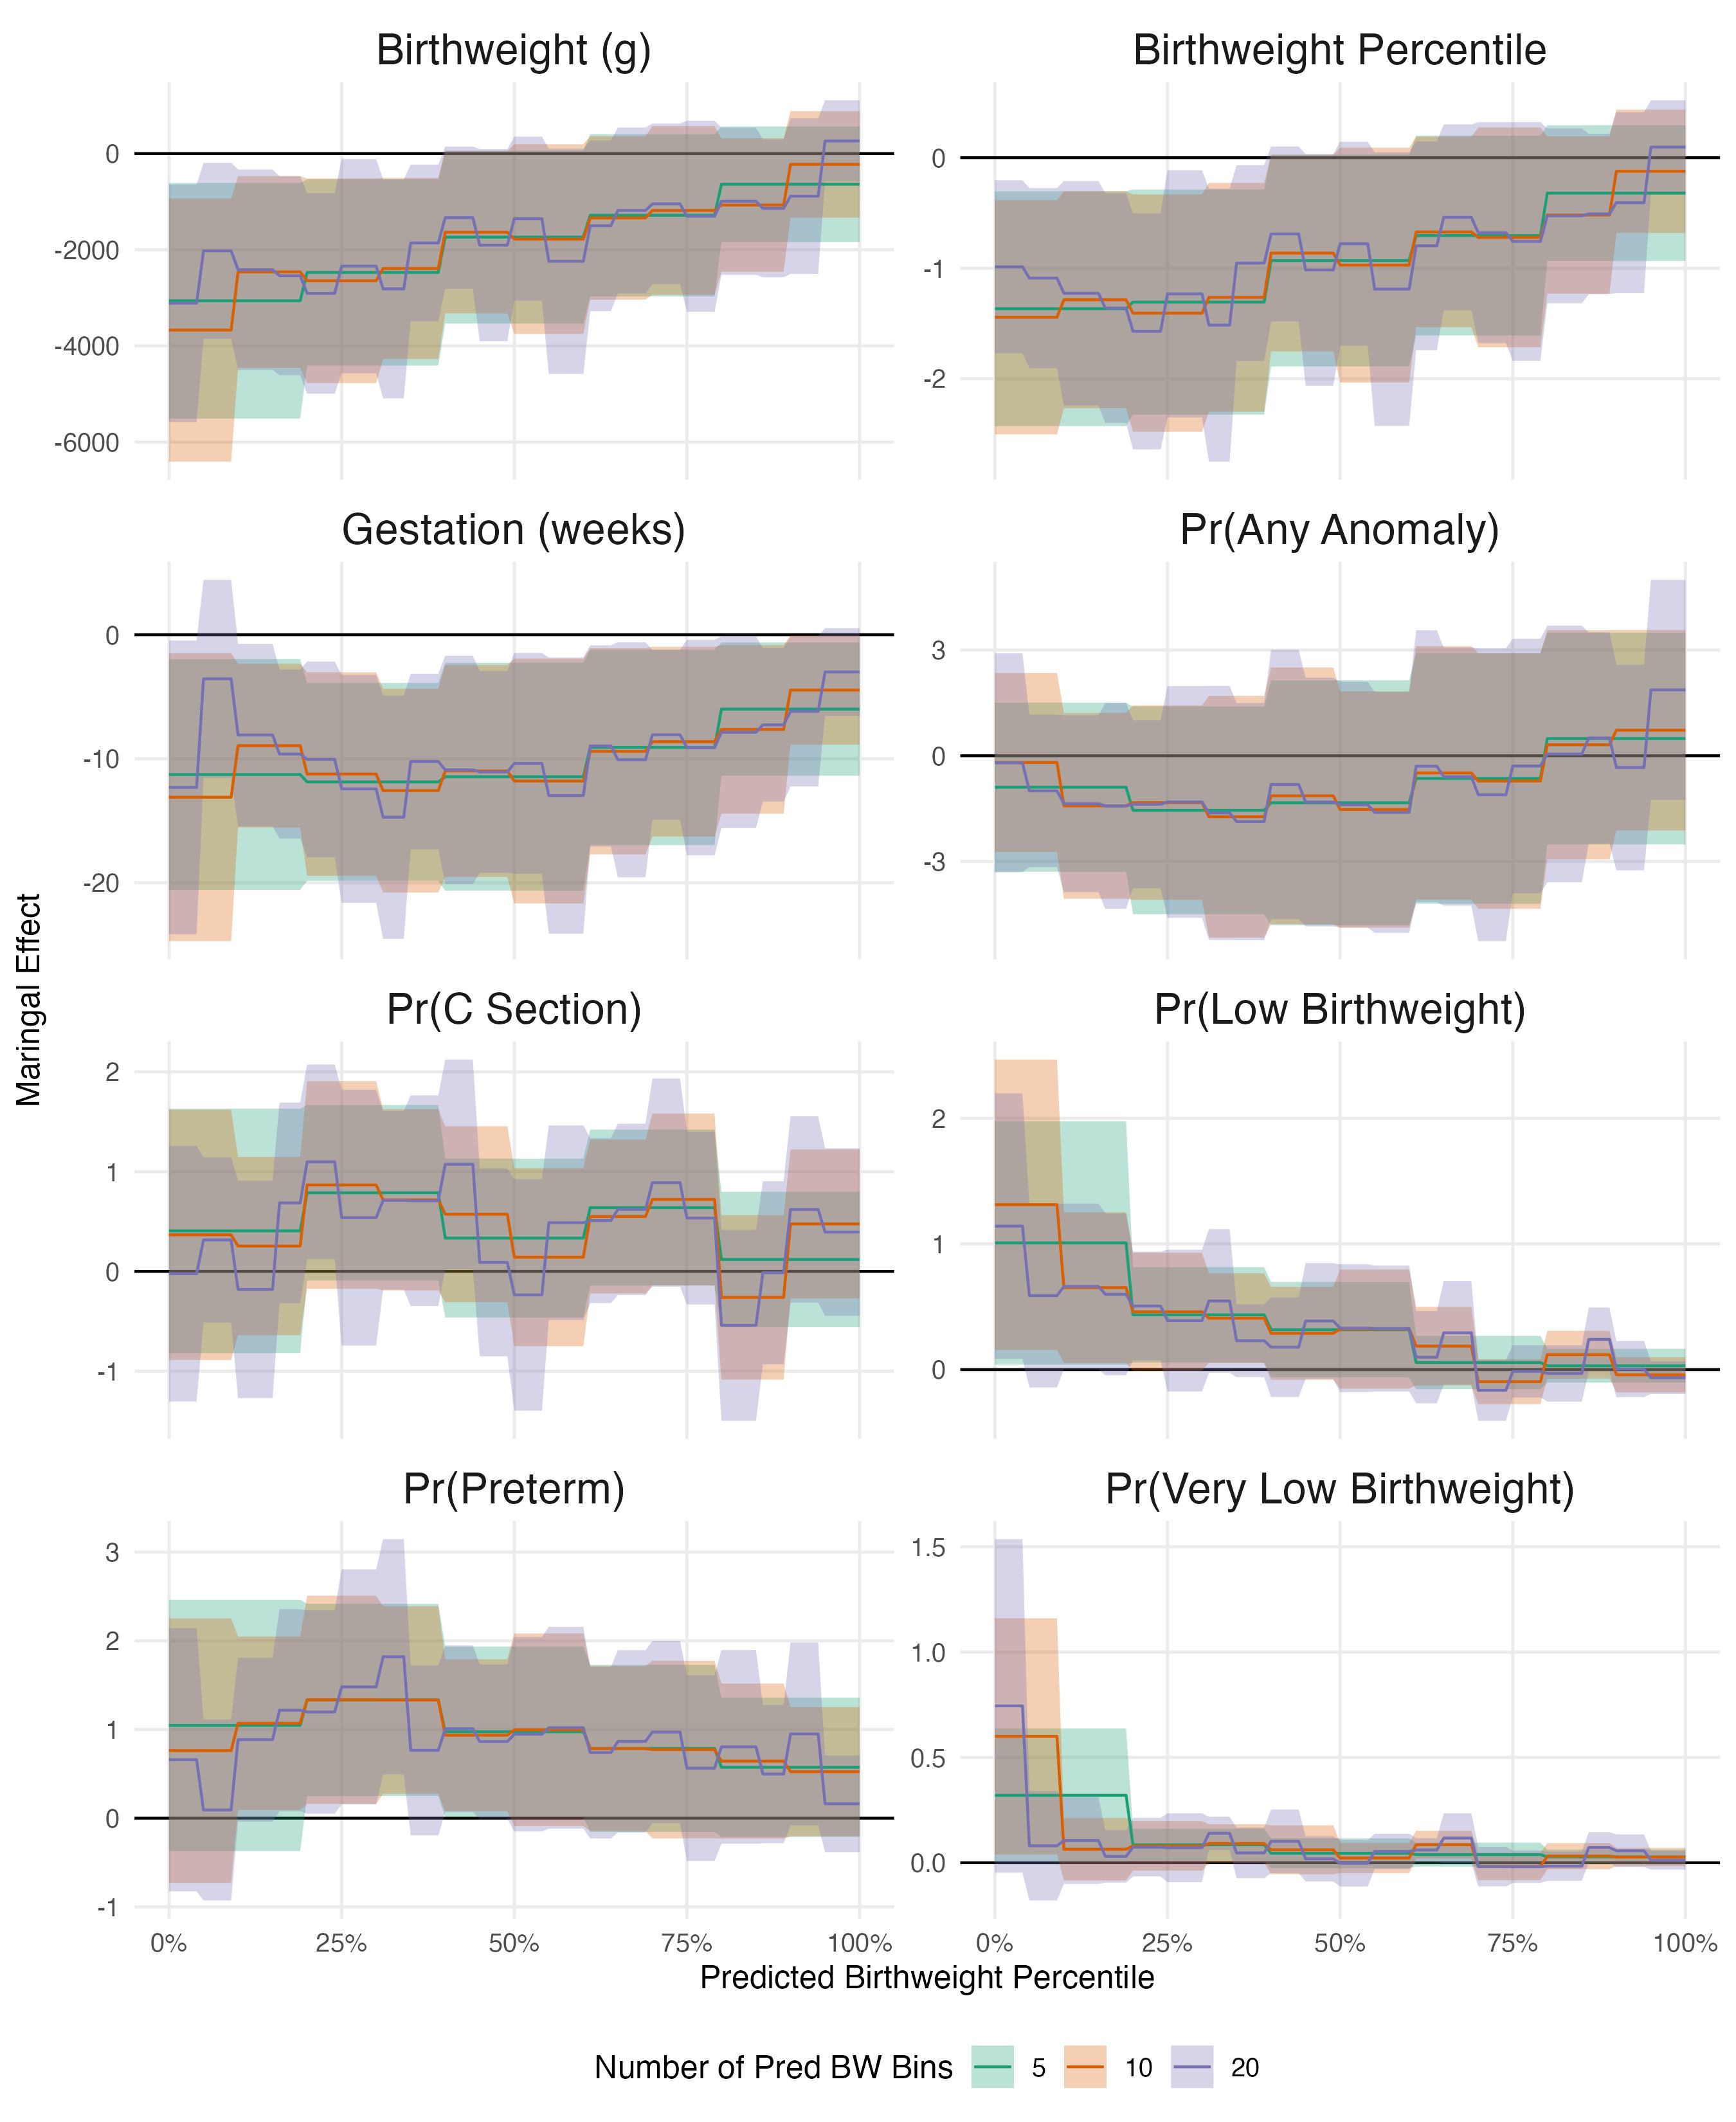 Birthweight (g)
Birthweight Percentile
0
-2000
-4000
-6000
0
-1
-2
Gestation (weeks)
Pr(Any Anomaly)
0
-10
-20
3
0
-3
Maringal Effect
Pr(C Section)
Pr(Low Birthweight)
2
1
0
-1
2
1
0
Pr(Preterm)
Pr(Very Low Birthweight)
3
2
1
0
-1
1.5
1.0
0.5
0.0
0% 25% 50% 75% 100%
0% 25% 50% 75% 100%
Predicted Birthweight Percentile
Number of Pred BW Bins 5 10 20